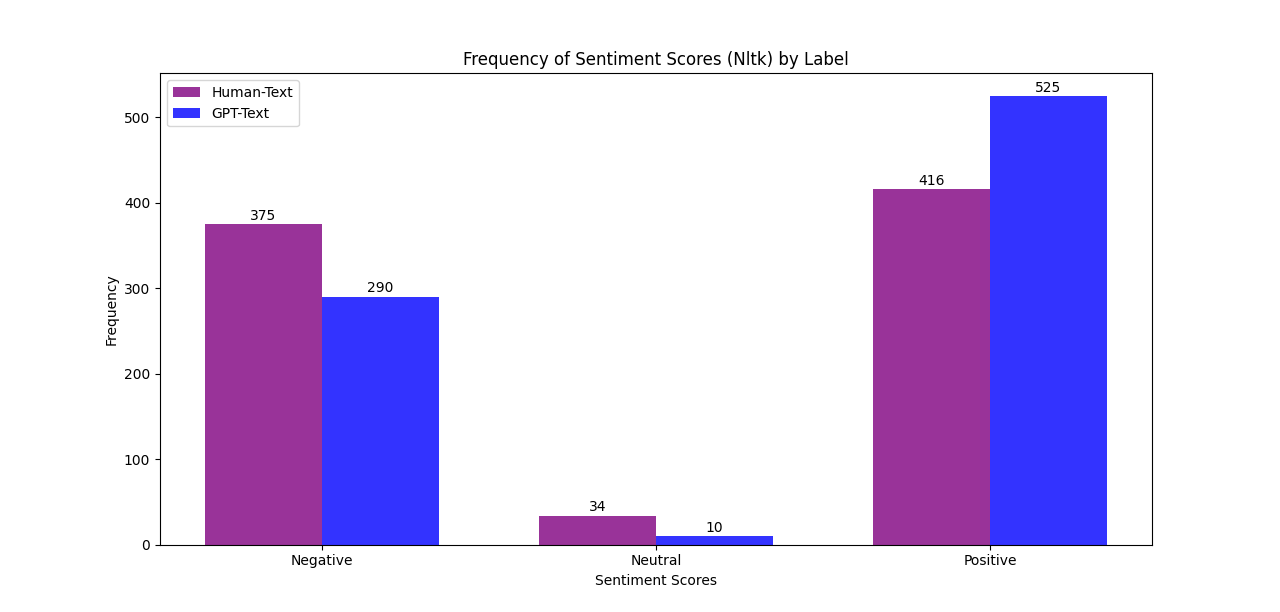 Frequency of Sentiment Scores (Nltk) by Label
Human-Text
GPT-Text
Frequency
500
400
300
200
100
0
375
290
34
10
416
525
Negative
Neutral
Positive
Sentiment Scores